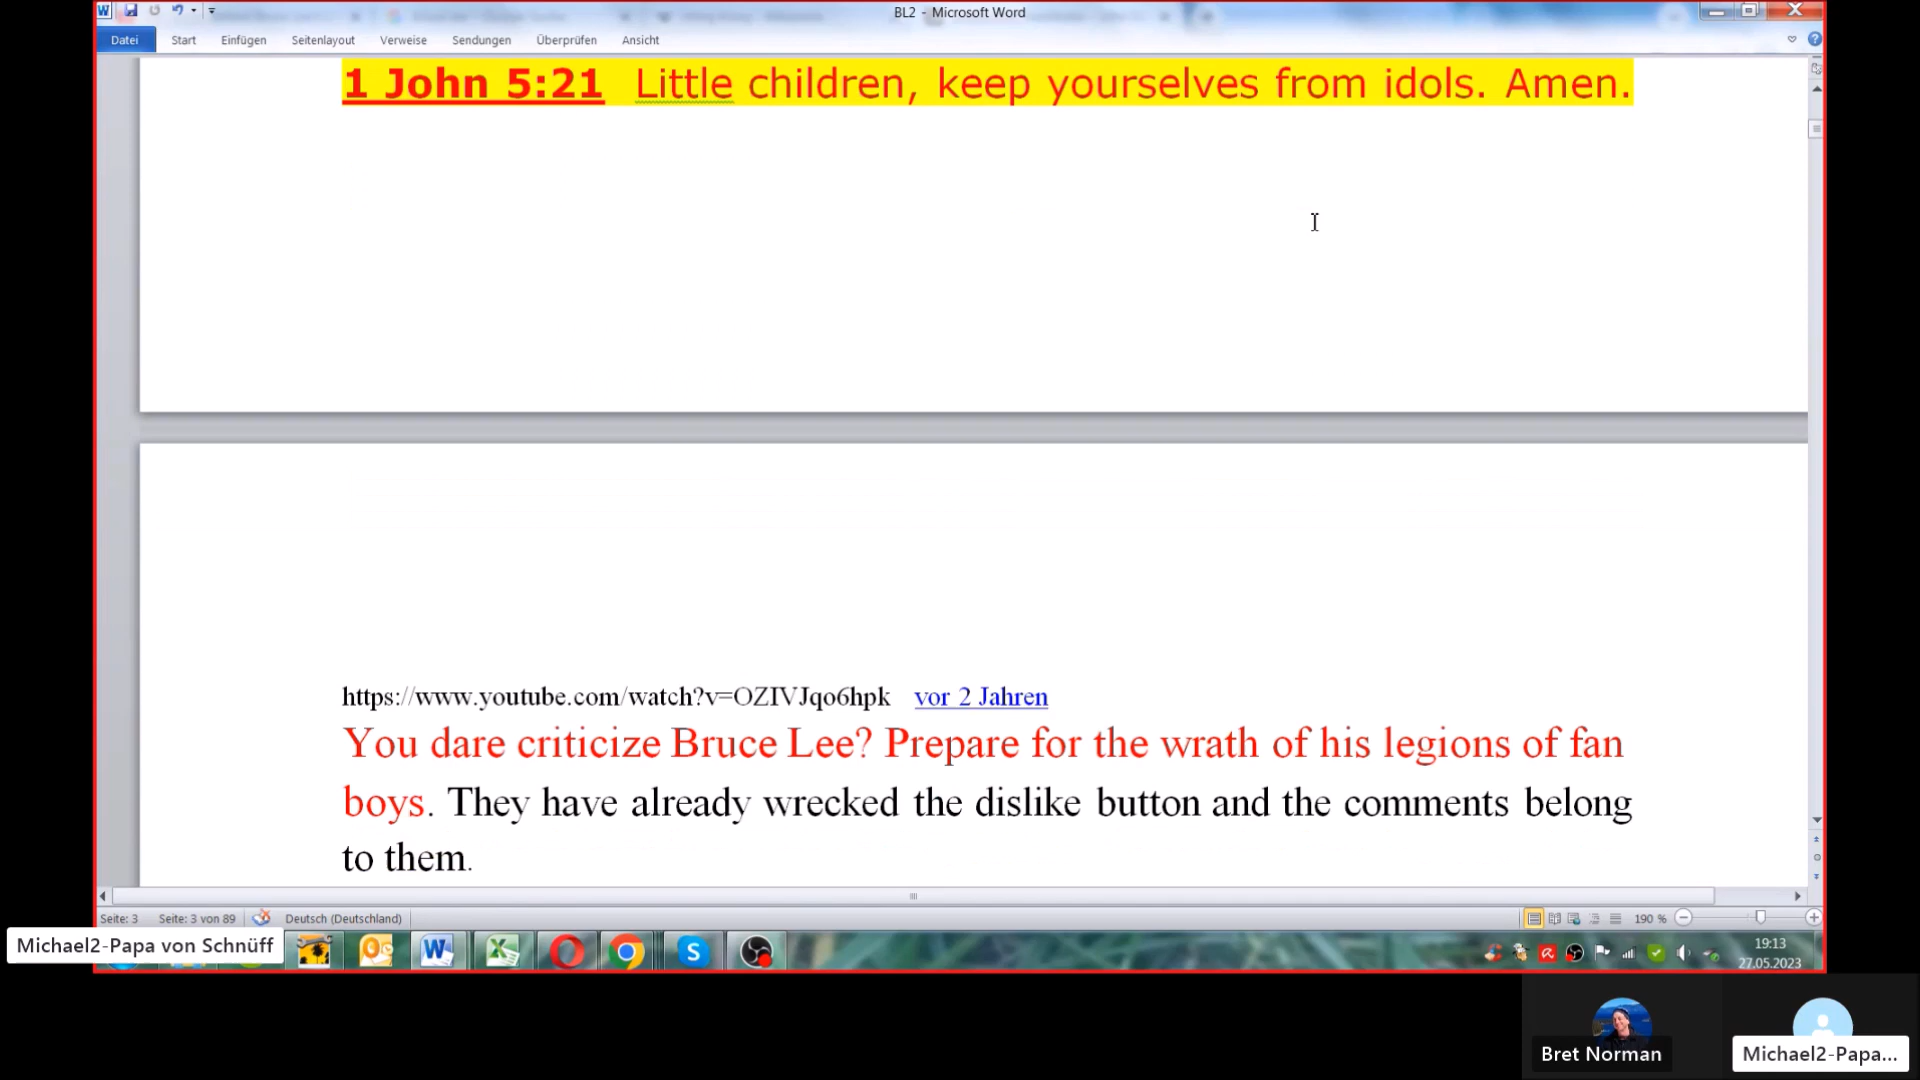 BL2 - Microsoft Word
Datei Start Einfügen Seitenlayout Verweise Sendungen Überprüfen Ansicht
1 John 5:21 Little children, keep yourselves from idols. Amen.
https://www.youtube.com/watch?v=OZIVJqo6hpk vor 2 Jahren
You dare criticize Bruce Lee? Prepare for the wrath of his legions of fan
boys. They have already wrecked the dislike button and the comments belong
to them.
Seite: 3 Seite: 3 von 89 Deutsch (Deutschland) 190 %
Michael2-Papa von Schnüff
19:13
27.05.2023
Bret Norman
Michael2-Papa...